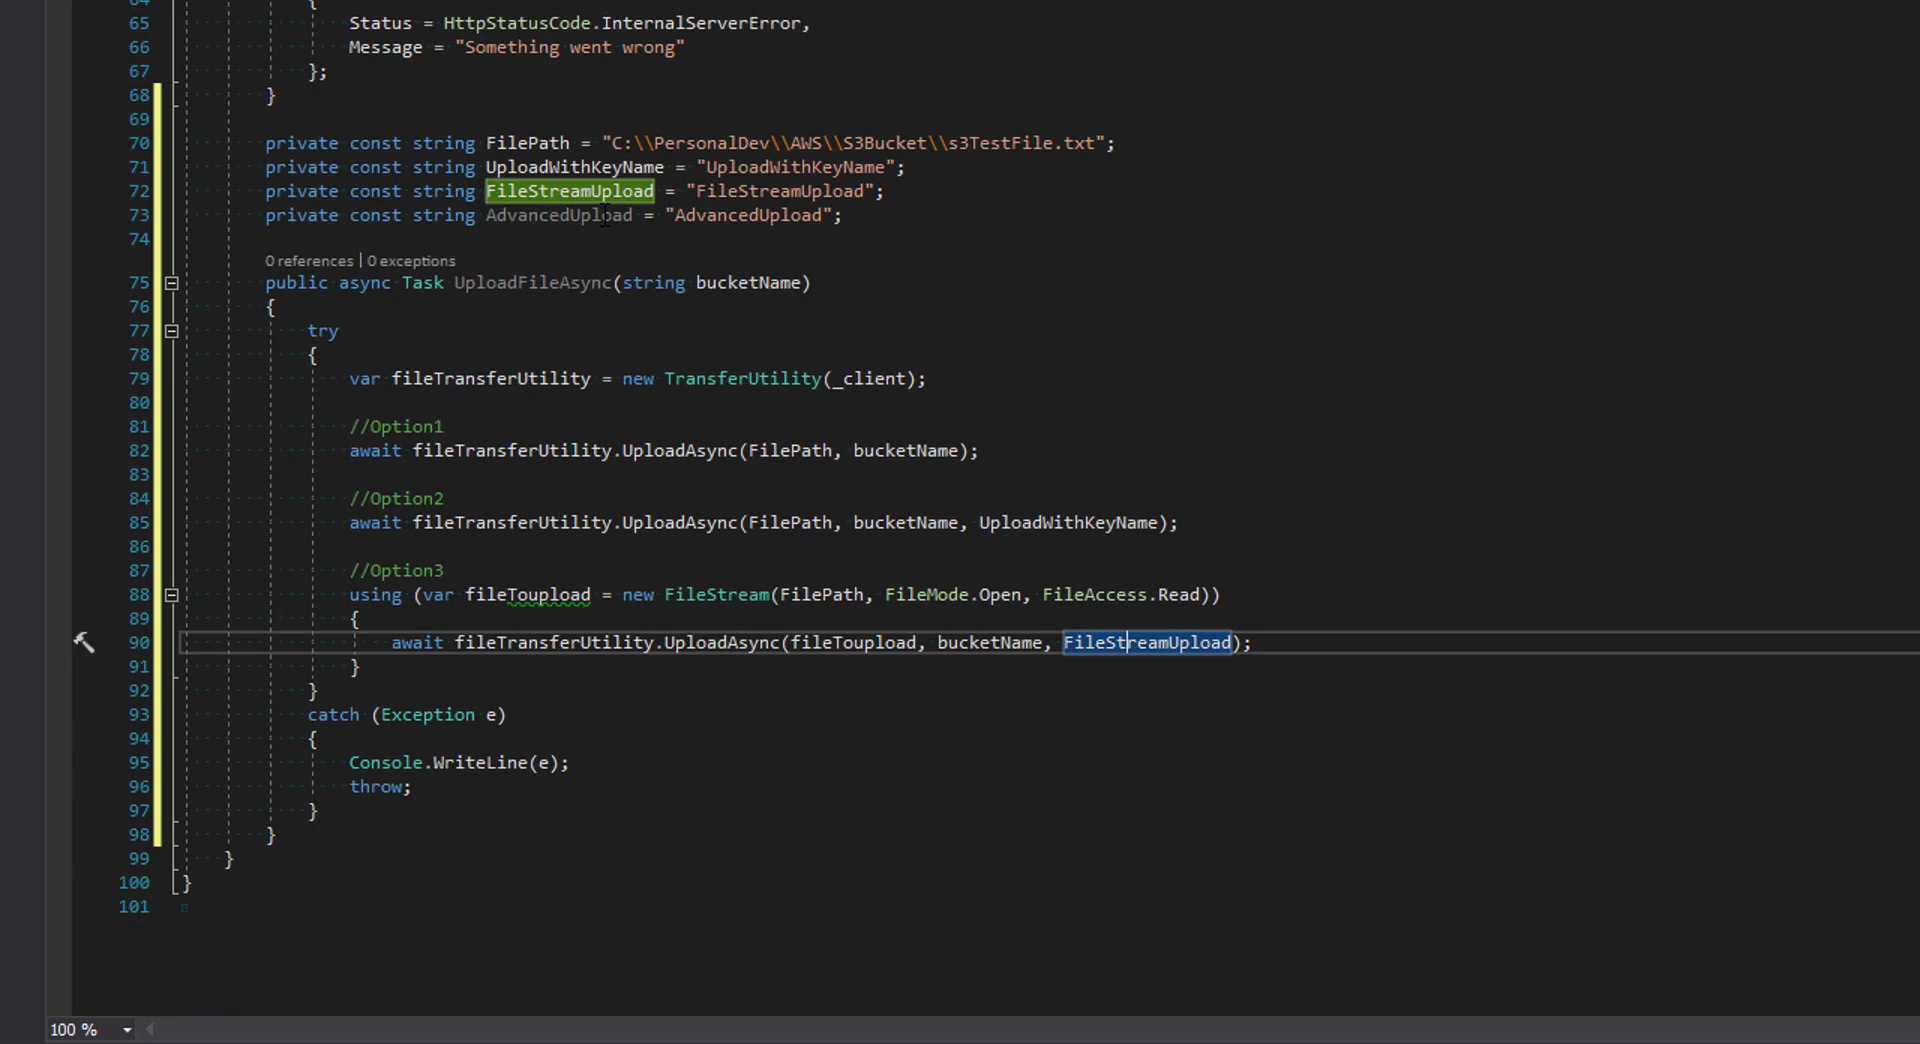 64 {
65 Status = HttpStatusCode.InternalServerError,
66 Message = "Something went wrong"
67 };
68 }
69
70 private const string FilePath = "C:\\PersonalDev\\AWS\\S3Bucket\\s3TestFile.txt";
71 private const string UploadWithKeyName = "UploadWithKeyName";
72 private const string FileStreamUpload = "FileStreamUpload";
73 private const string AdvancedUpload = "AdvancedUpload";
74
0 references | 0 exceptions
75 public async Task UploadFileAsync(string bucketName)
76 {
77 try
78 {
79 var fileTransferUtility = new TransferUtility(_client);
80
81 //Option1
82 await fileTransferUtility.UploadAsync(FilePath, bucketName);
83
84 //Option2
85 await fileTransferUtility.UploadAsync(FilePath, bucketName, UploadWithKeyName);
86
87 //Option3
88 using (var fileToupload = new FileStream(FilePath, FileMode.Open, FileAccess.Read))
89 {
90 await fileTransferUtility.UploadAsync(fileToupload, bucketName, FileStreamUpload);
91 }
92 }
93 catch (Exception e)
94 {
95 Console.WriteLine(e);
96 throw;
97 }
98 }
99 }
100 }
101
100 %